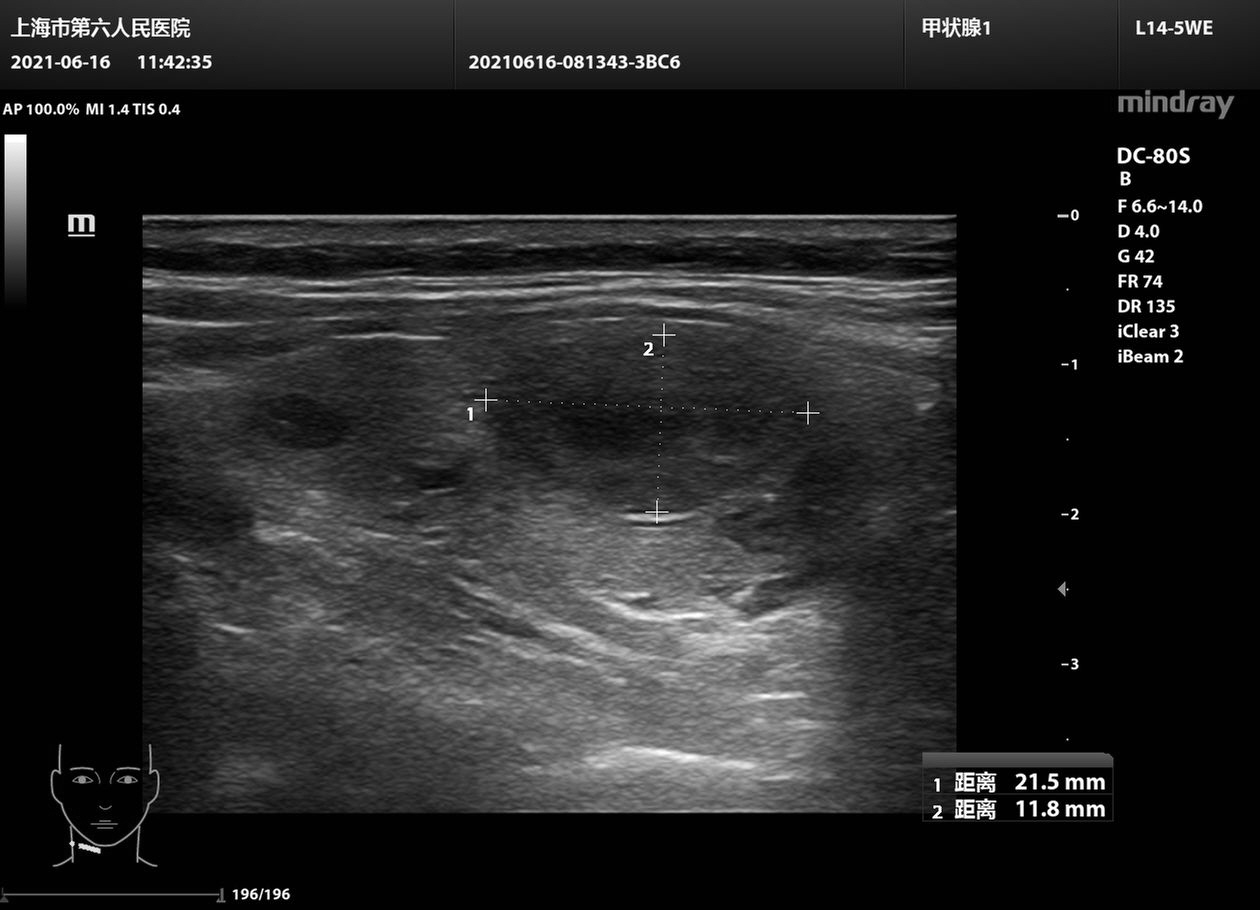 上海市第六人民医院
2021-06-16 11:42:35
20210616-081343-3BC6
甲状腺1
L14-5WE
AP 100.0% MI 1.4 TIS 0.4
mindray
DC-80S
B
F 6.6~14.0
D 4.0
G 42
FR 74
DR 135
iClear 3
iBeam 2
m
0
1
2
3
2
1
1 距离 21.5 mm
2 距离 11.8 mm
196/196